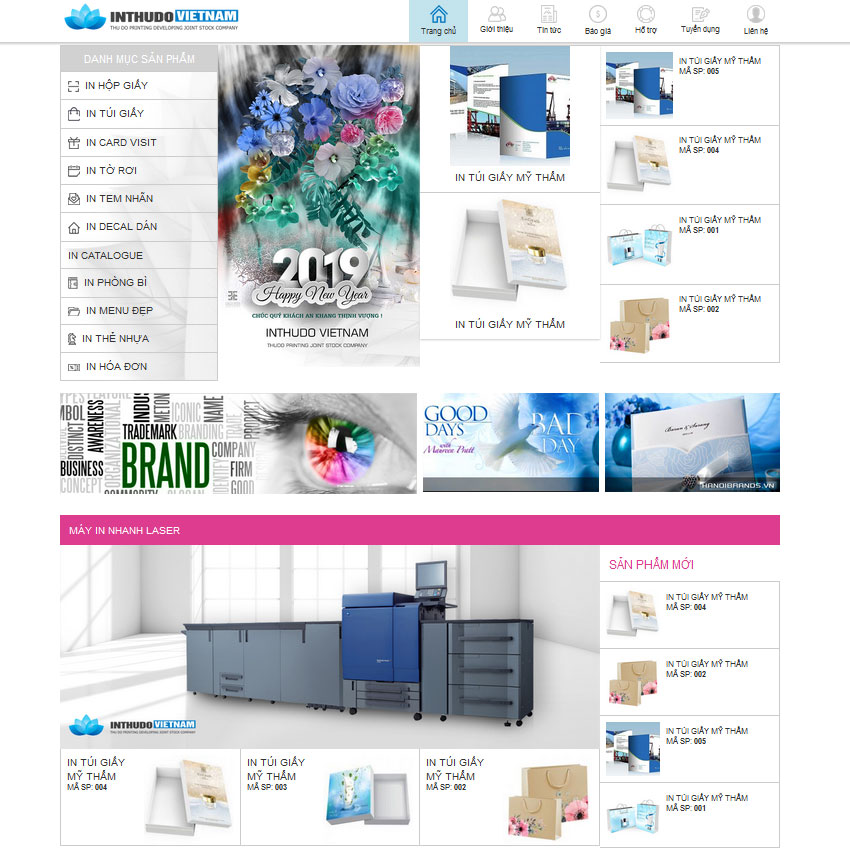 INTHUDO VIETNAM
THU DO PRINTING DEVELOPING JOINT STOCK COMPANY
Trang chủ
Giới thiệu
Tin tức
Báo giá
Hỗ trợ
Tuyển dụng
Liên hệ
DANH MỤC SẢN PHẨM
IN HỘP GIẤY
IN TÚI GIẤY
IN CARD VISIT
IN TỜ RƠI
IN TEM NHÃN
IN DECAL DÁN
IN CATALOGUE
IN PHÒNG BÌ
IN MENU ĐẸP
IN THẺ NHỰA
IN HÓA ĐƠN
2019
Happy New Year
CHÚC QUÝ KHÁCH AN KHANG THỊNH VƯỢNG !
INTHUDO VIETNAM
THUDO PRINTING JOINT STOCK COMPANY
IN TÚI GIẤY MỸ THẨM
IN TÚI GIẤY MỸ THẨM
IN TÚI GIẤY MỸ THẨM
MÃ SP: 005
IN TÚI GIẤY MỸ THẨM
MÃ SP: 004
IN TÚI GIẤY MỸ THẨM
MÃ SP: 001
IN TÚI GIẤY MỸ THẨM
MÃ SP: 002
AWARENESS
DISTINCT
ICONIC
NAME
TRADE
TRADEMARK
BRANDING
BUSINESS
BRAND
COMPANY
FIRM
CONCEPT
IDENTITY
GOOD
GOOD
DAYS
with
Maureen Pratt
BAD
DAY
HANOIBRANDS.VN
MÁY IN NHANH LASER
INTHUDO VIETNAM
THU DO PRINTING DEVELOPING JOINT STOCK COMPANY
SẢN PHẨM MỚI
IN TÚI GIẤY MỸ THẨM
MÃ SP: 004
IN TÚI GIẤY MỸ THẨM
MÃ SP: 002
IN TÚI GIẤY MỸ THẨM
MÃ SP: 005
IN TÚI GIẤY MỸ THẨM
MÃ SP: 001
IN TÚI GIẤY
MỸ THẨM
MÃ SP: 004
IN TÚI GIẤY
MỸ THẨM
MÃ SP: 003
IN TÚI GIẤY
MỸ THẨM
MÃ SP: 002